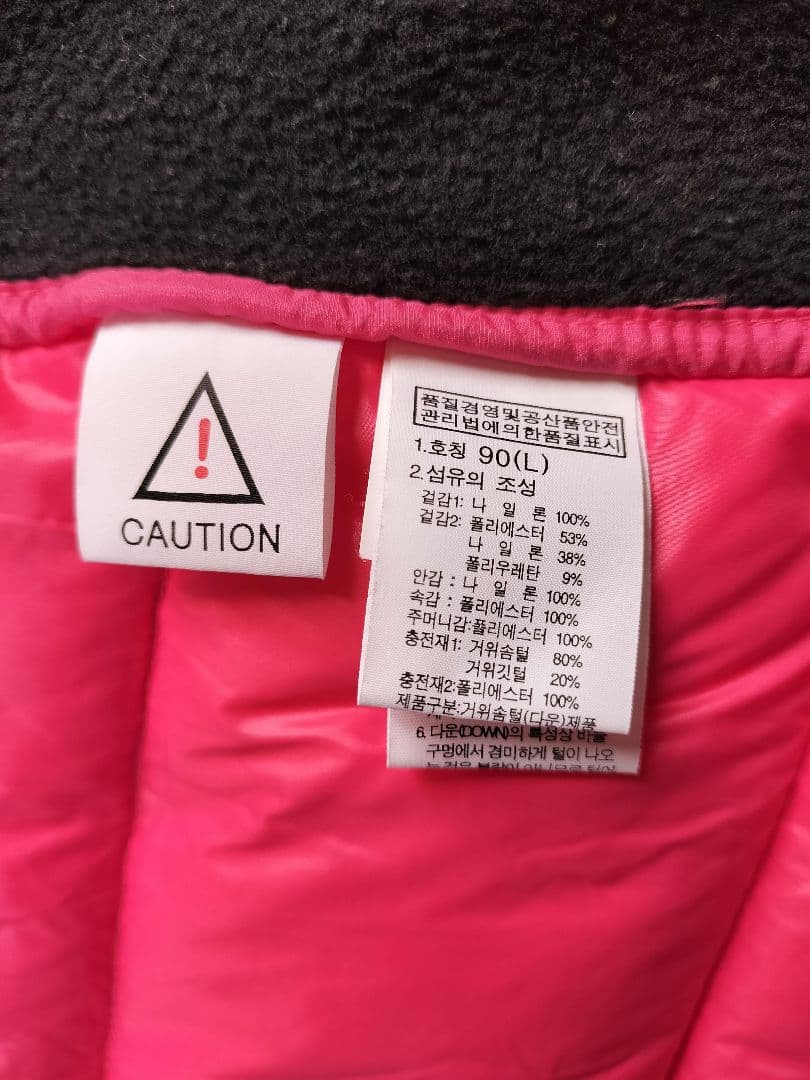 CAUTION
품질경영및공산품안전
관리법에의한품질표시
1.호칭 90(L)
2.섬유의 조성
겉감1: 나 일 론 100%
겉감2: 폴리에스터 53%
나 일 론 38%
폴리우레탄 9%
안감 : 나 일 론 100%
속감 : 폴리에스터 100%
주머니감:폴리에스터 100%
충전재1: 거위솜털 80%
거위깃털 20%
충전재2:폴리에스터 100%
제품구분:거위솜털(다운)제품
6. 다운(DOWN)의 특성상 바늘
구멍에서 경미하게 털이 나오